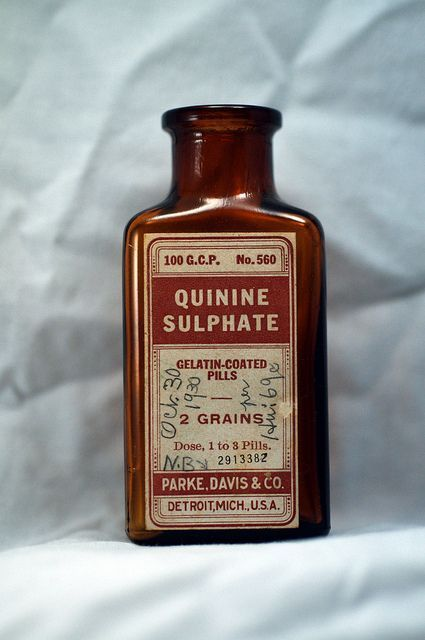 100 G.C.P. No. 560
QUININE
SULPHATE
GELATIN-COATED
PILLS
2 GRAINS
Dose, 1 to 3 Pills.
2913382
PARKE, DAVIS & CO.
DETROIT, MICH., U.S.A.
Oct. 30
1930
per
N.B.